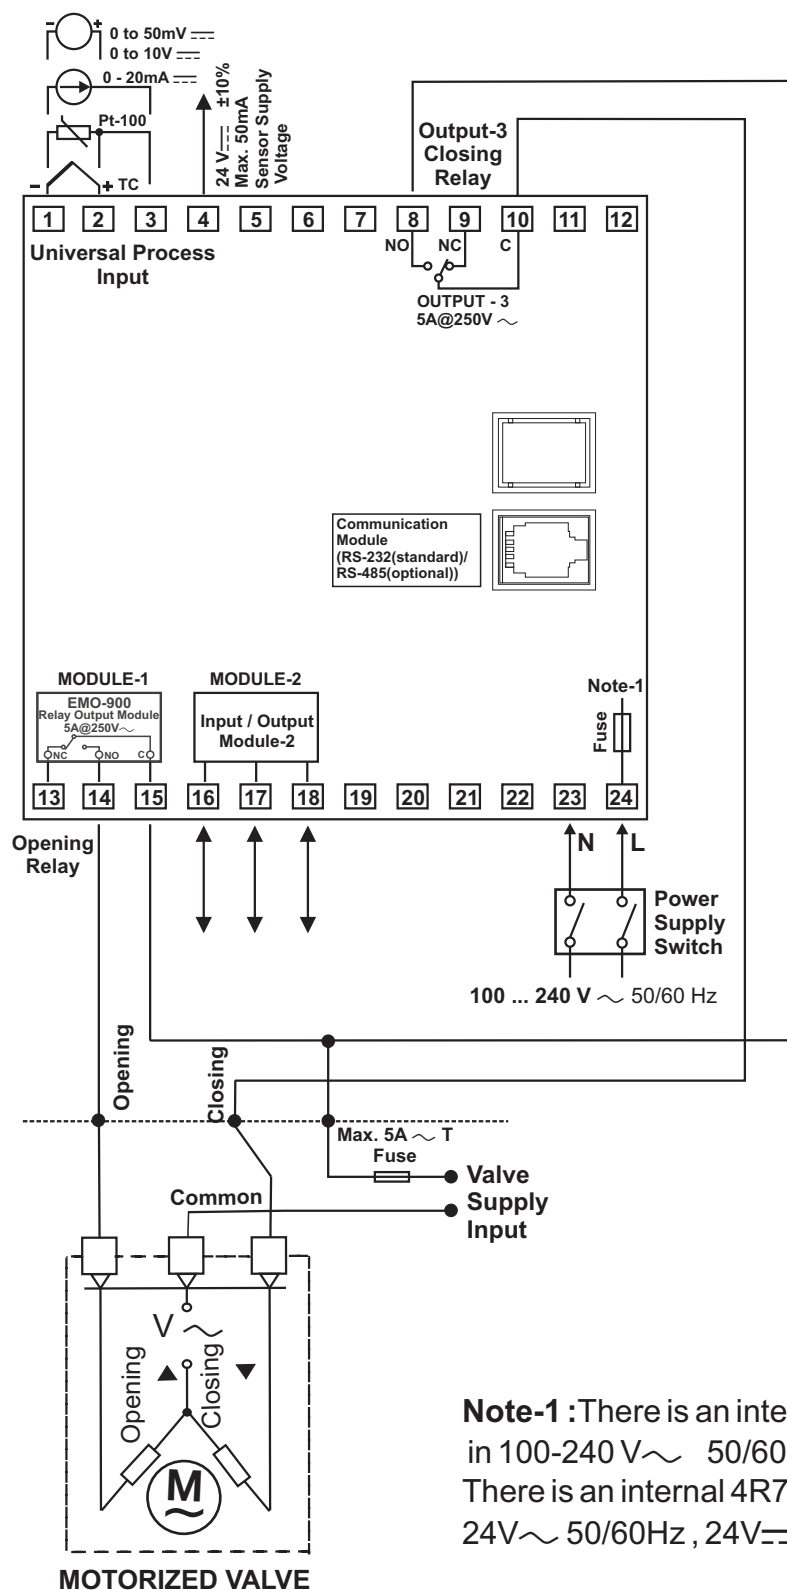 - +
0 to 50mV
0 to 10V
0 - 20mA
Pt-100
- + TC
24 V ±10%
Max. 50mA
Sensor Supply
Voltage
Output-3
Closing
Relay
1 2 3 4 5 6 7 8 9 10 11 12
Universal Process
Input
NO NC C
OUTPUT - 3
5A@250V ~
Communication
Module
(RS-232(standard)/
RS-485(optional))
MODULE-1
MODULE-2
Note-1
EMO-900
Relay Output Module
5A@250V~
NC NO C
Input / Output
Module-2
Fuse
13 14 15 16 17 18 19 20 21 22 23 24
Opening
Relay
N L
Power
Supply
Switch
100 ... 240 V ~ 50/60 Hz
Opening
Closing
Max. 5A ~ T
Fuse
Valve
Supply
Input
Common
V ~
Opening ▲
Closing ▼
M
~
Note-1 :There is an inte
in 100-240 V~ 50/60
There is an internal 4R7
24V~ 50/60Hz , 24V
MOTORIZED VALVE